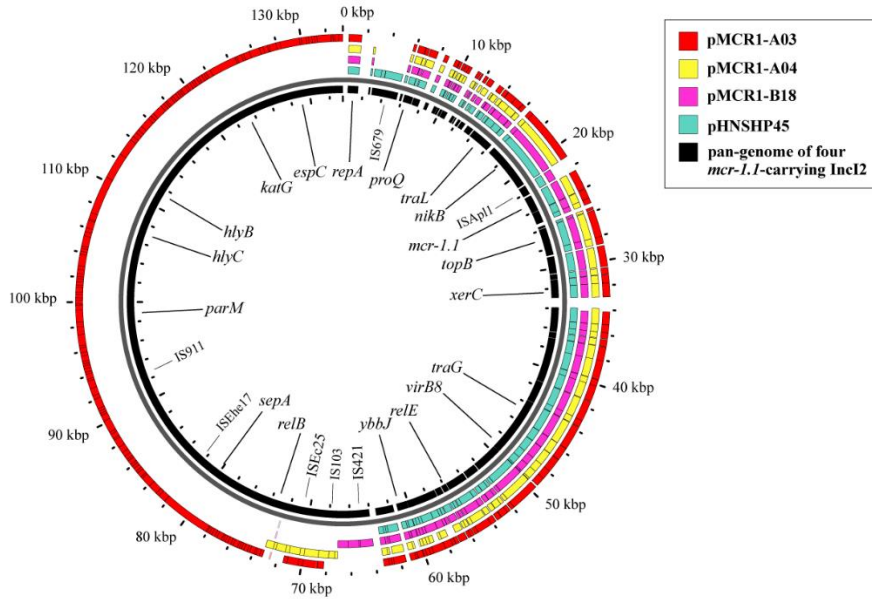 0 kbp
10 kbp
20 kbp
30 kbp
40 kbp
50 kbp
60 kbp
70 kbp
80 kbp
90 kbp
100 kbp
110 kbp
120 kbp
130 kbp
repA
IS679
proQ
traL
nikB
ISApl1
mcr-1.1
topB
xerC
traG
virB8
relE
ybbJ
IS421
IS103
ISEc25
relB
sepA
ISEhe17
IS911
parM
hlyC
hlyB
katG
espC
pMCR1-A03
pMCR1-A04
pMCR1-B18
pHNSHP45
pan-genome of four
mcr-1.1-carrying IncI2